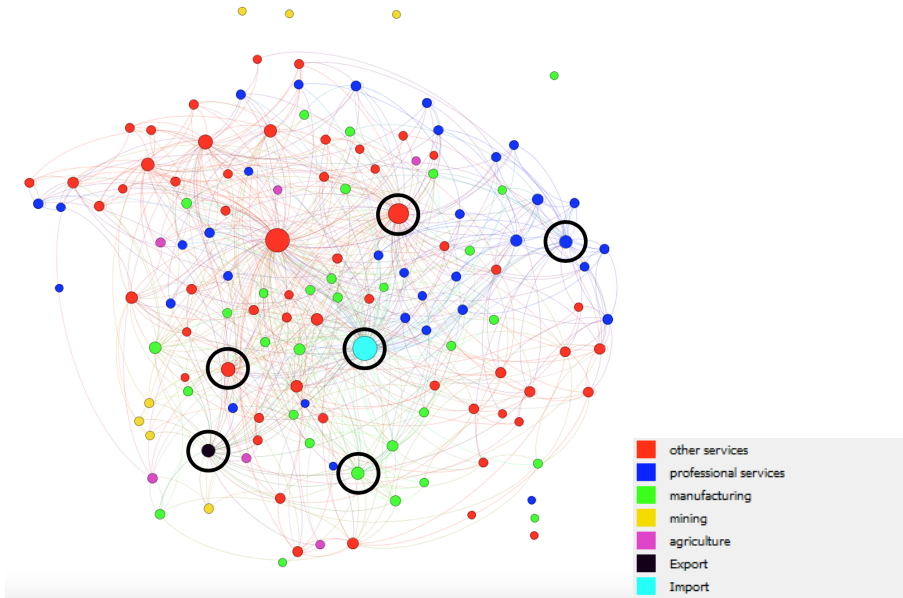 other services
professional services
manufacturing
mining
agriculture
Export
Import